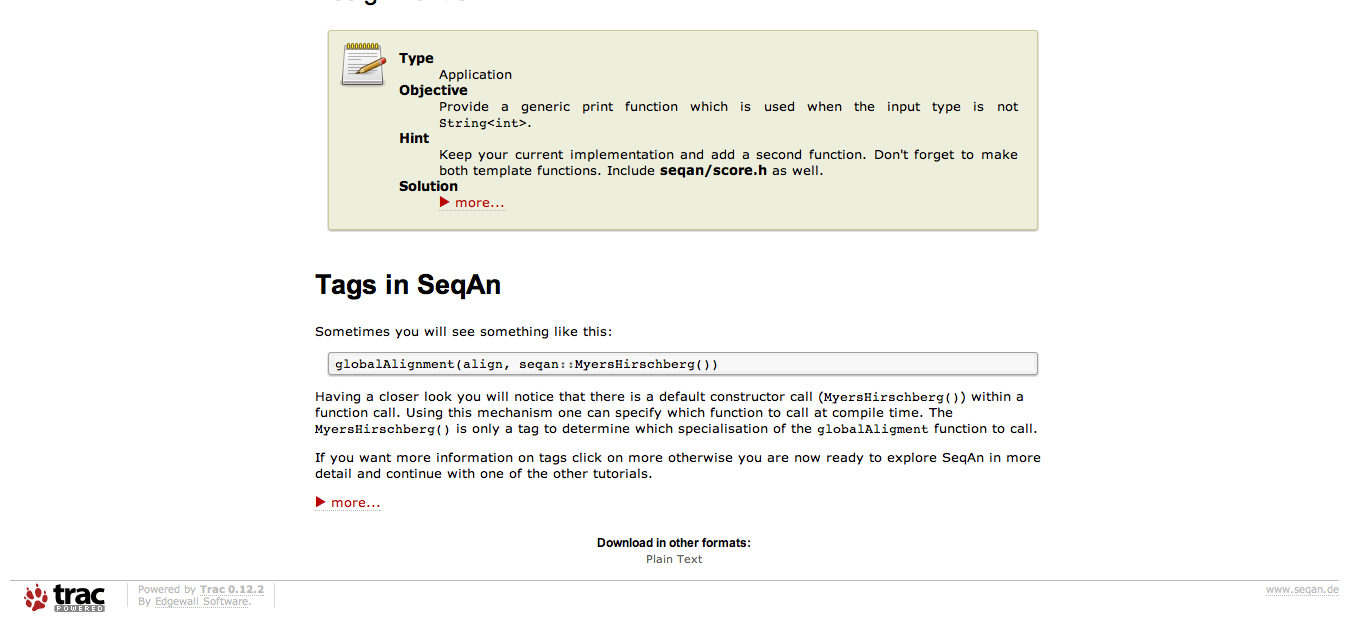 Type
Application
Objective
Provide a generic print function which is used when the input type is not
String<int>.
Hint
Keep your current implementation and add a second function. Don't forget to make
both template functions. Include seqan/score.h as well.
Solution
more...
Tags in SeqAn
Sometimes you will see something like this:
globalAlignment(align, seqan::MyersHirschberg())
Having a closer look you will notice that there is a default constructor call (MyersHirschberg()) within a
function call. Using this mechanism one can specify which function to call at compile time. The
MyersHirschberg() is only a tag to determine which specialisation of the globalAligment function to call.
If you want more information on tags click on more otherwise you are now ready to explore SeqAn in more
detail and continue with one of the other tutorials.
more...
Download in other formats:
Plain Text
trac
POWERED
Powered by Trac 0.12.2
By Edgewall Software.
www.seqan.de